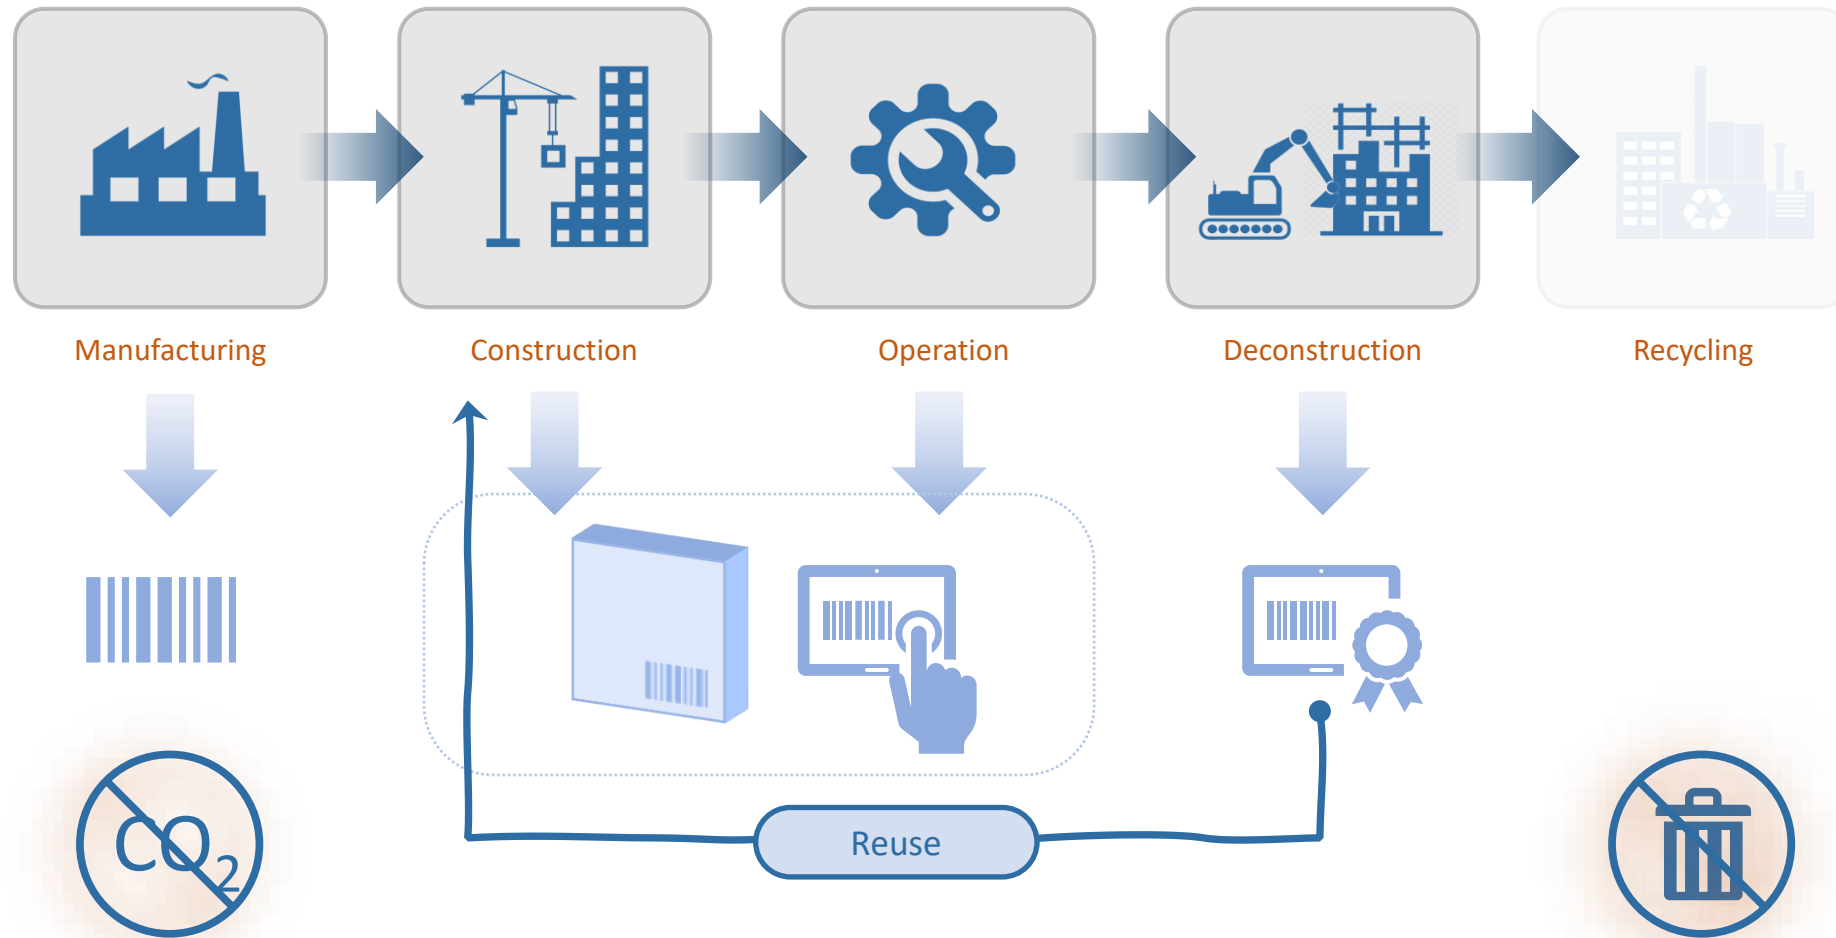 Manufacturing
Construction
Operation
Deconstruction
Recycling
CO₂
Reuse